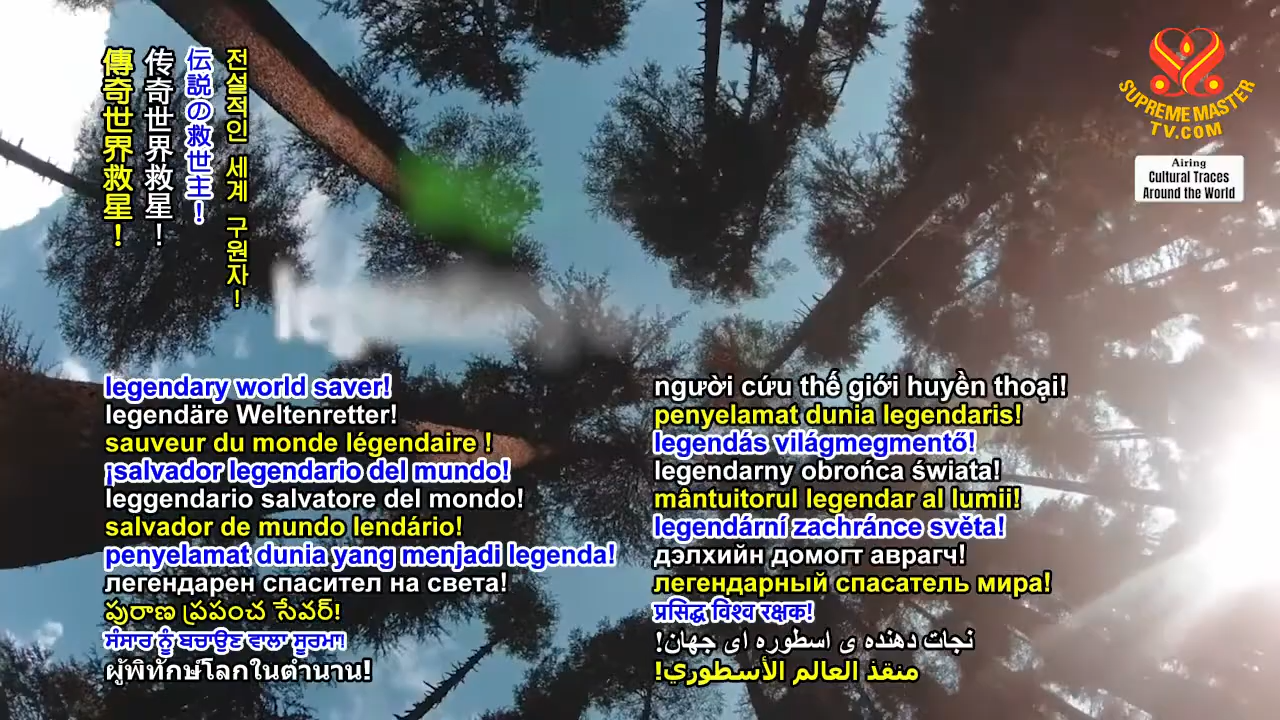 傳奇世界救星！
传奇世界救星！
伝説の救世主！
전설적인 세계 구원자!
SUPREME MASTER
TV.COM
Airing
Cultural Traces
Around the World
legendary world saver!
legendäre Weltenretter!
sauveur du monde légendaire !
¡salvador legendario del mundo!
leggendario salvatore del mondo!
salvador de mundo lendário!
penyelamat dunia yang menjadi legenda!
легендарен спасител на света!
పురాణ ప్రపంచ సేవర్!
ਸੰਸਾਰ ਨੂੰ ਬਚਾਉਣ ਵਾਲਾ ਸੂਰਮਾ!
ผู้พิทักษ์โลกในตำนาน!
người cứu thế giới huyền thoại!
penyelamat dunia legendaris!
legendás világmegmentő!
legendarny obrońca świata!
mântuitorul legendar al lumii!
legendární zachránce světa!
дэлхийн домогт аврагч!
легендарный спасатель мира!
प्रसिद्ध विश्व रक्षक!
نجات دهنده ی اسطوره ای جهان!
منقذ العالم الأسطوري!